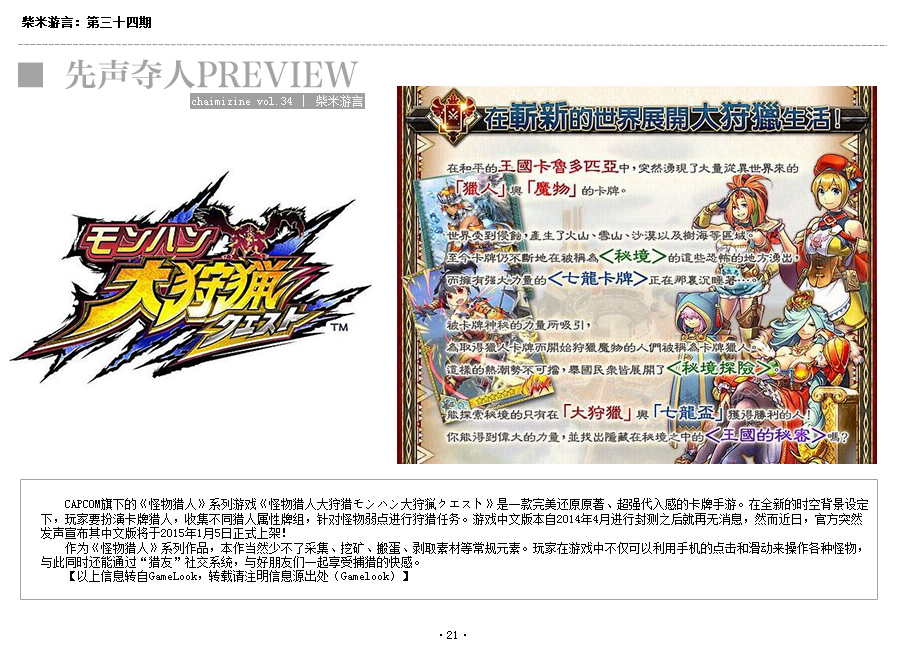 柴米游言：第三十四期
先声夺人PREVIEW
chaimizine vol.34 | 柴米游言
モンハン
大狩猟
クエスト TM
在嶄新的世界展開大狩獵生活!
在和平的王國卡魯多匹亞中，突然湧現了大量從異世界來的
「獵人」與「魔物」的卡牌。
世界受到侵蝕，產生了火山、雪山、沙漠以及樹海等區域。
至今卡牌仍不斷地在被稱為<秘境>的這些恐怖的地方湧出，
而擁有强大力量的<七龍卡牌>正在那裏沉睡著…。
被卡牌神秘的力量所吸引，
為取得獵人卡牌而開始狩獵魔物的人們被稱為卡牌獵人。
這樣的熱潮勢不可擋，舉國民衆皆展開了<秘境探險>。
能探索秘境的只有在「大狩獵」與「七龍盃」獲得勝利的人!
你能得到偉大的力量，並找出隱藏在秘境之中的<王國的秘密>嗎?
CAPCOM旗下的《怪物猎人》系列游戏《怪物猎人大狩猎モンハン大狩猟クエスト》是一款完美还原原著、超强代入感的卡牌手游。在全新的时空背景设定
下，玩家要扮演卡牌猎人，收集不同猎人属性牌组，针对怪物弱点进行狩猎任务。游戏中文版本自2014年4月进行封测之后就再无消息，然而近日，官方突然
发声宣布其中文版将于2015年1月5日正式上架！
作为《怪物猎人》系列作品，本作当然少不了采集、挖矿、搬蛋、剥取素材等常规元素。玩家在游戏中不仅可以利用手机的点击和滑动来操作各种怪物，
与此同时还能通过“猎友”社交系统，与好朋友们一起享受捕猎的快感。
【以上信息转自GameLook，转载请注明信息源出处（Gamelook）】
·21·